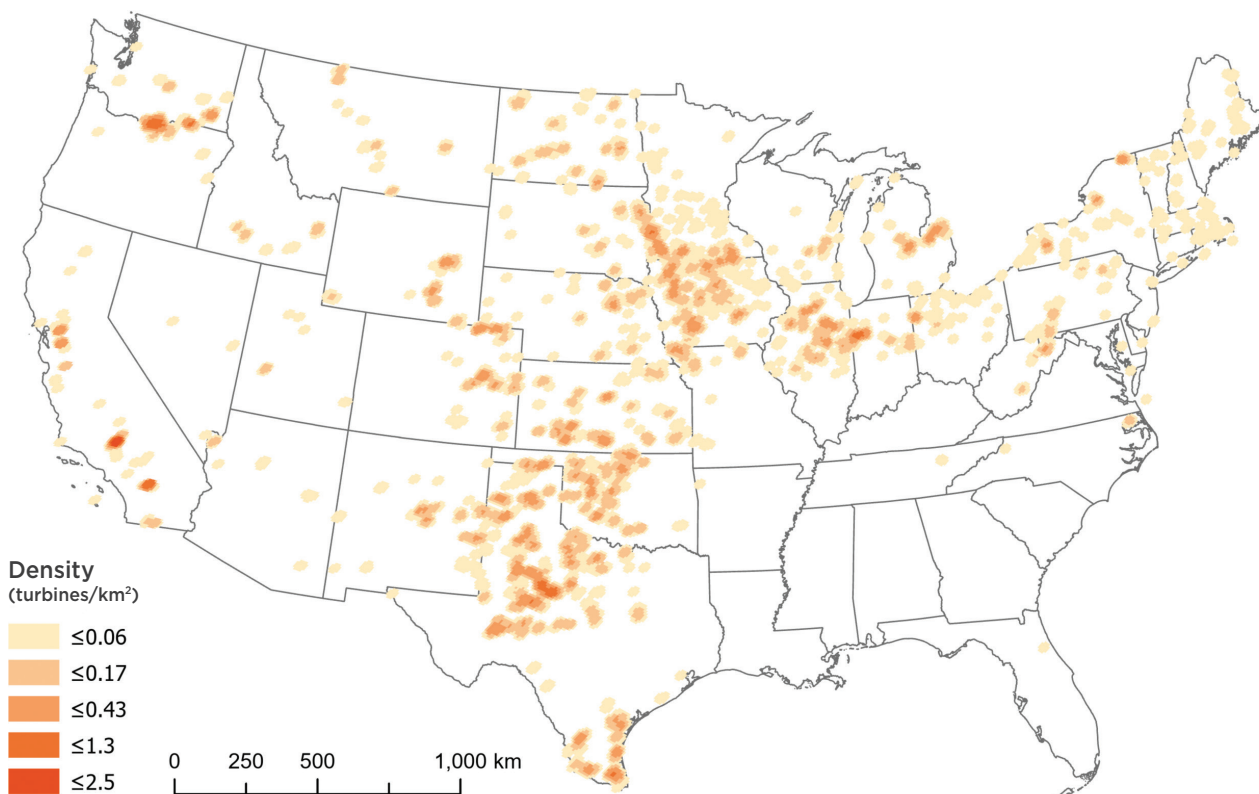 Density
(turbines/km²)
≤0.06
≤0.17
≤0.43
≤1.3
≤2.5
0 250 500 1,000 km